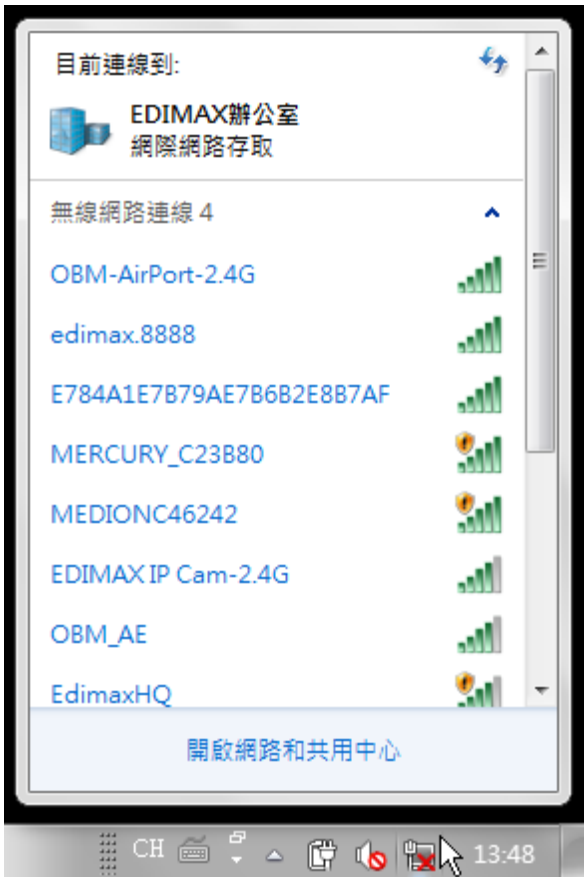 目前連線到:
EDIMAX辦公室
網際網路存取
無線網路連線 4
OBM-AirPort-2.4G
edimax.8888
E784A1E7B79AE7B6B2E8B7AF
MERCURY_C23B80
MEDIONC46242
EDIMAX IP Cam-2.4G
OBM_AE
EdimaxHQ
開啟網路和共用中心
CH
13:48